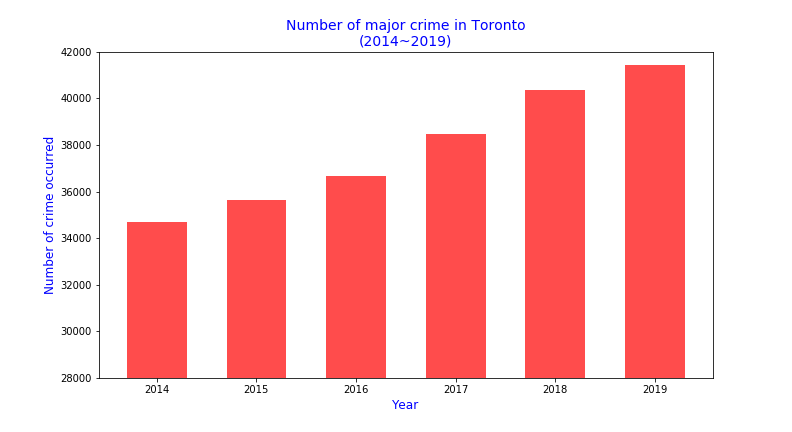 Number of major crime in Toronto
(2014~2019)
42000
40000
38000
36000
34000
32000
30000
28000
Number of crime occurred
2014 2015 2016 2017 2018 2019
Year